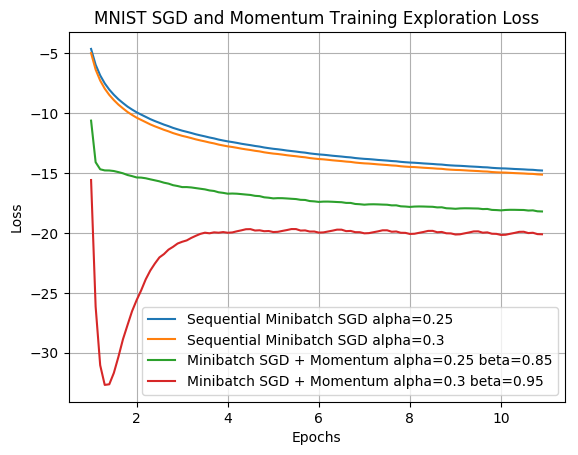 MNIST SGD and Momentum Training Exploration Loss
Loss
−5
−10
−15
−20
−25
−30
Sequential Minibatch SGD alpha=0.25
Sequential Minibatch SGD alpha=0.3
Minibatch SGD + Momentum alpha=0.25 beta=0.85
Minibatch SGD + Momentum alpha=0.3 beta=0.95
2 4 6 8 10
Epochs